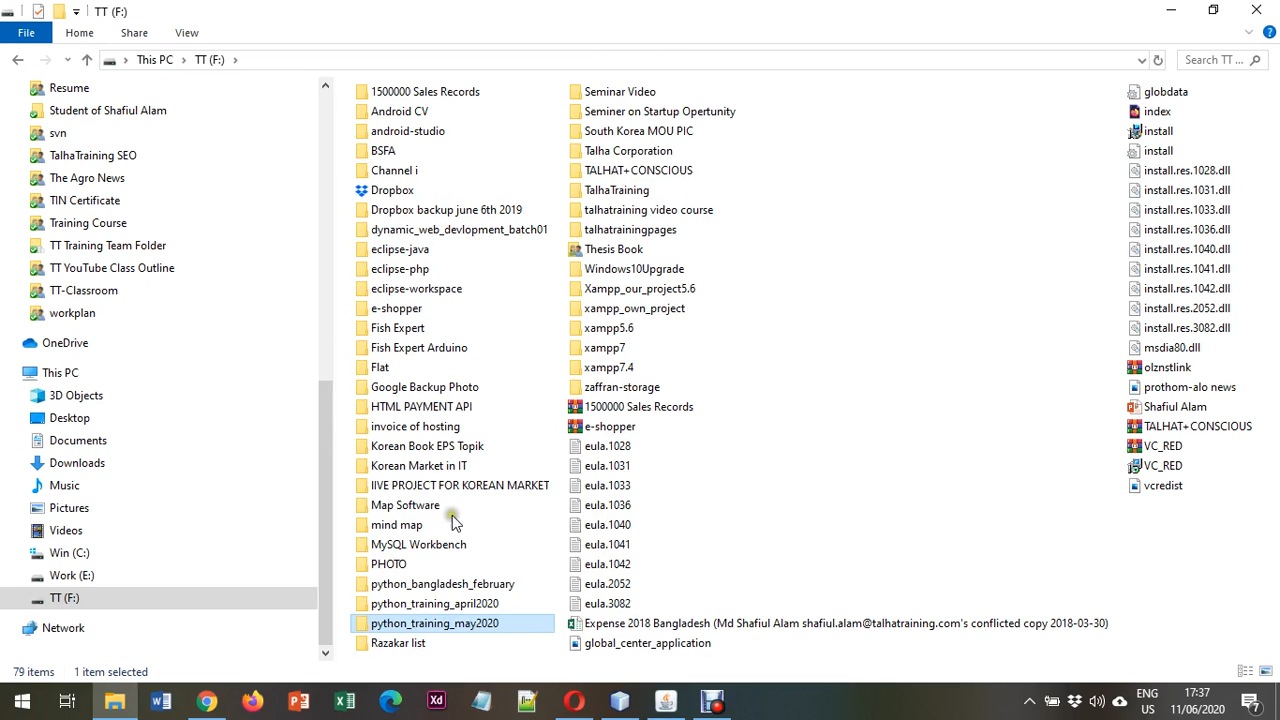 TT (F:)
File
Home
Share
View
This PC
TT (F:)
Search TT ...
Resume
Student of Shafiul Alam
svn
TalhaTraining SEO
The Agro News
TIN Certificate
Training Course
TT Training Team Folder
TT YouTube Class Outline
TT-Classroom
workplan
OneDrive
This PC
3D Objects
Desktop
Documents
Downloads
Music
Pictures
Videos
Win (C:)
Work (E:)
TT (F:)
Network
1500000 Sales Records
Android CV
android-studio
BSFA
Channel i
Dropbox
Dropbox backup june 6th 2019
dynamic_web_devlopment_batch01
eclipse-java
eclipse-php
eclipse-workspace
e-shopper
Fish Expert
Fish Expert Arduino
Flat
Google Backup Photo
HTML PAYMENT API
invoice of hosting
Korean Book EPS Topik
Korean Market in IT
lIVE PROJECT FOR KOREAN MARKET
Map Software
mind map
MySQL Workbench
PHOTO
python_bangladesh_february
python_training_april2020
python_training_may2020
Razakar list
Seminar Video
Seminer on Startup Opertunity
South Korea MOU PIC
Talha Corporation
TALHAT+CONSCIOUS
TalhaTraining
talhatraining video course
talhatrainingpages
Thesis Book
Windows10Upgrade
Xampp_our_project5.6
xampp_own_project
xampp5.6
xampp7
xampp7.4
zaffran-storage
1500000 Sales Records
e-shopper
eula.1028
eula.1031
eula.1033
eula.1036
eula.1040
eula.1041
eula.1042
eula.2052
eula.3082
Expense 2018 Bangladesh (Md Shafiul Alam shafiul.alam@talhatraining.com's conflicted copy 2018-03-30)
global_center_application
globdata
index
install
install
install.res.1028.dll
install.res.1031.dll
install.res.1033.dll
install.res.1036.dll
install.res.1040.dll
install.res.1041.dll
install.res.1042.dll
install.res.2052.dll
install.res.3082.dll
msdia80.dll
olznstlink
prothom-alo news
Shafiul Alam
TALHAT+CONSCIOUS
VC_RED
VC_RED
vcredist
79 items
1 item selected
ENG
US
17:37
11/06/2020
7